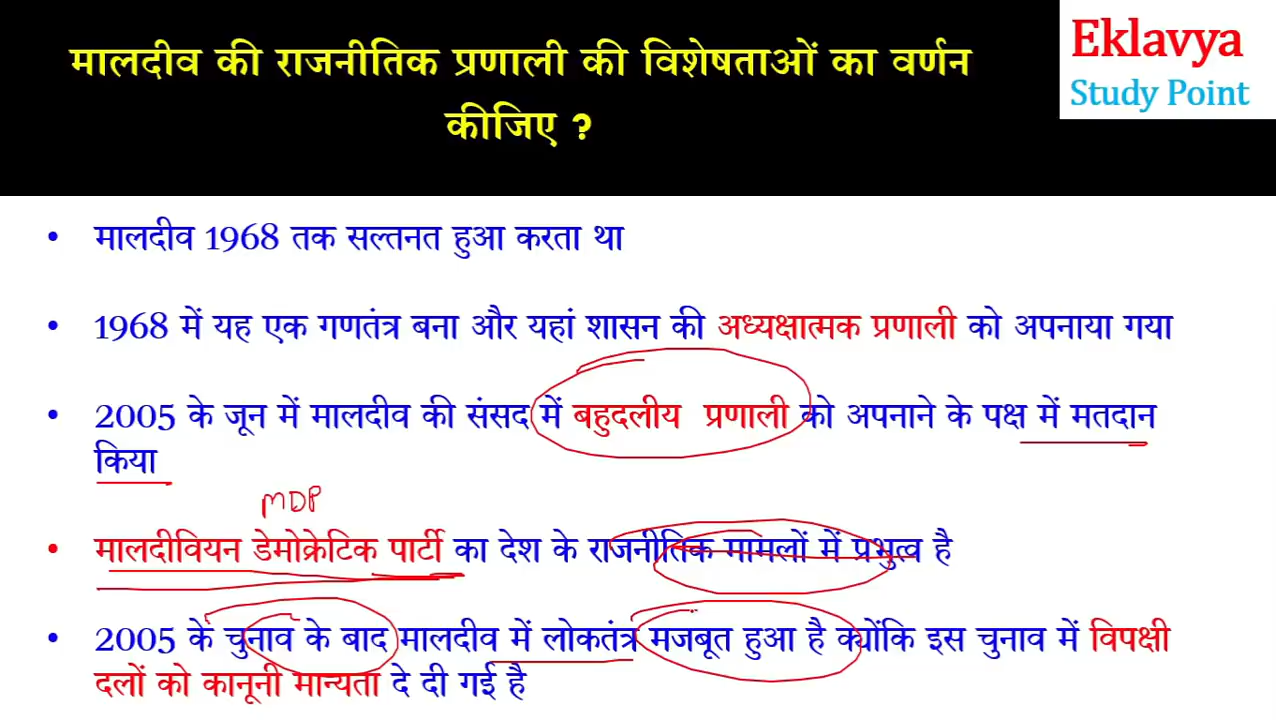 मालदीव की राजनीतिक प्रणाली की विशेषताओं का वर्णन
कीजिए ?
Eklavya
Study Point
• मालदीव 1968 तक सल्तनत हुआ करता था
• 1968 में यह एक गणतंत्र बना और यहां शासन की अध्यक्षात्मक प्रणाली को अपनाया गया
• 2005 के जून में मालदीव की संसद में बहुदलीय प्रणाली को अपनाने के पक्ष में मतदान
किया
MDP
• मालदीवियन डेमोक्रेटिक पार्टी का देश के राजनीतिक मामलों में प्रभुत्व है
• 2005 के चुनाव के बाद मालदीव में लोकतंत्र मजबूत हुआ है क्योंकि इस चुनाव में विपक्षी
दलों को कानूनी मान्यता दे दी गई है